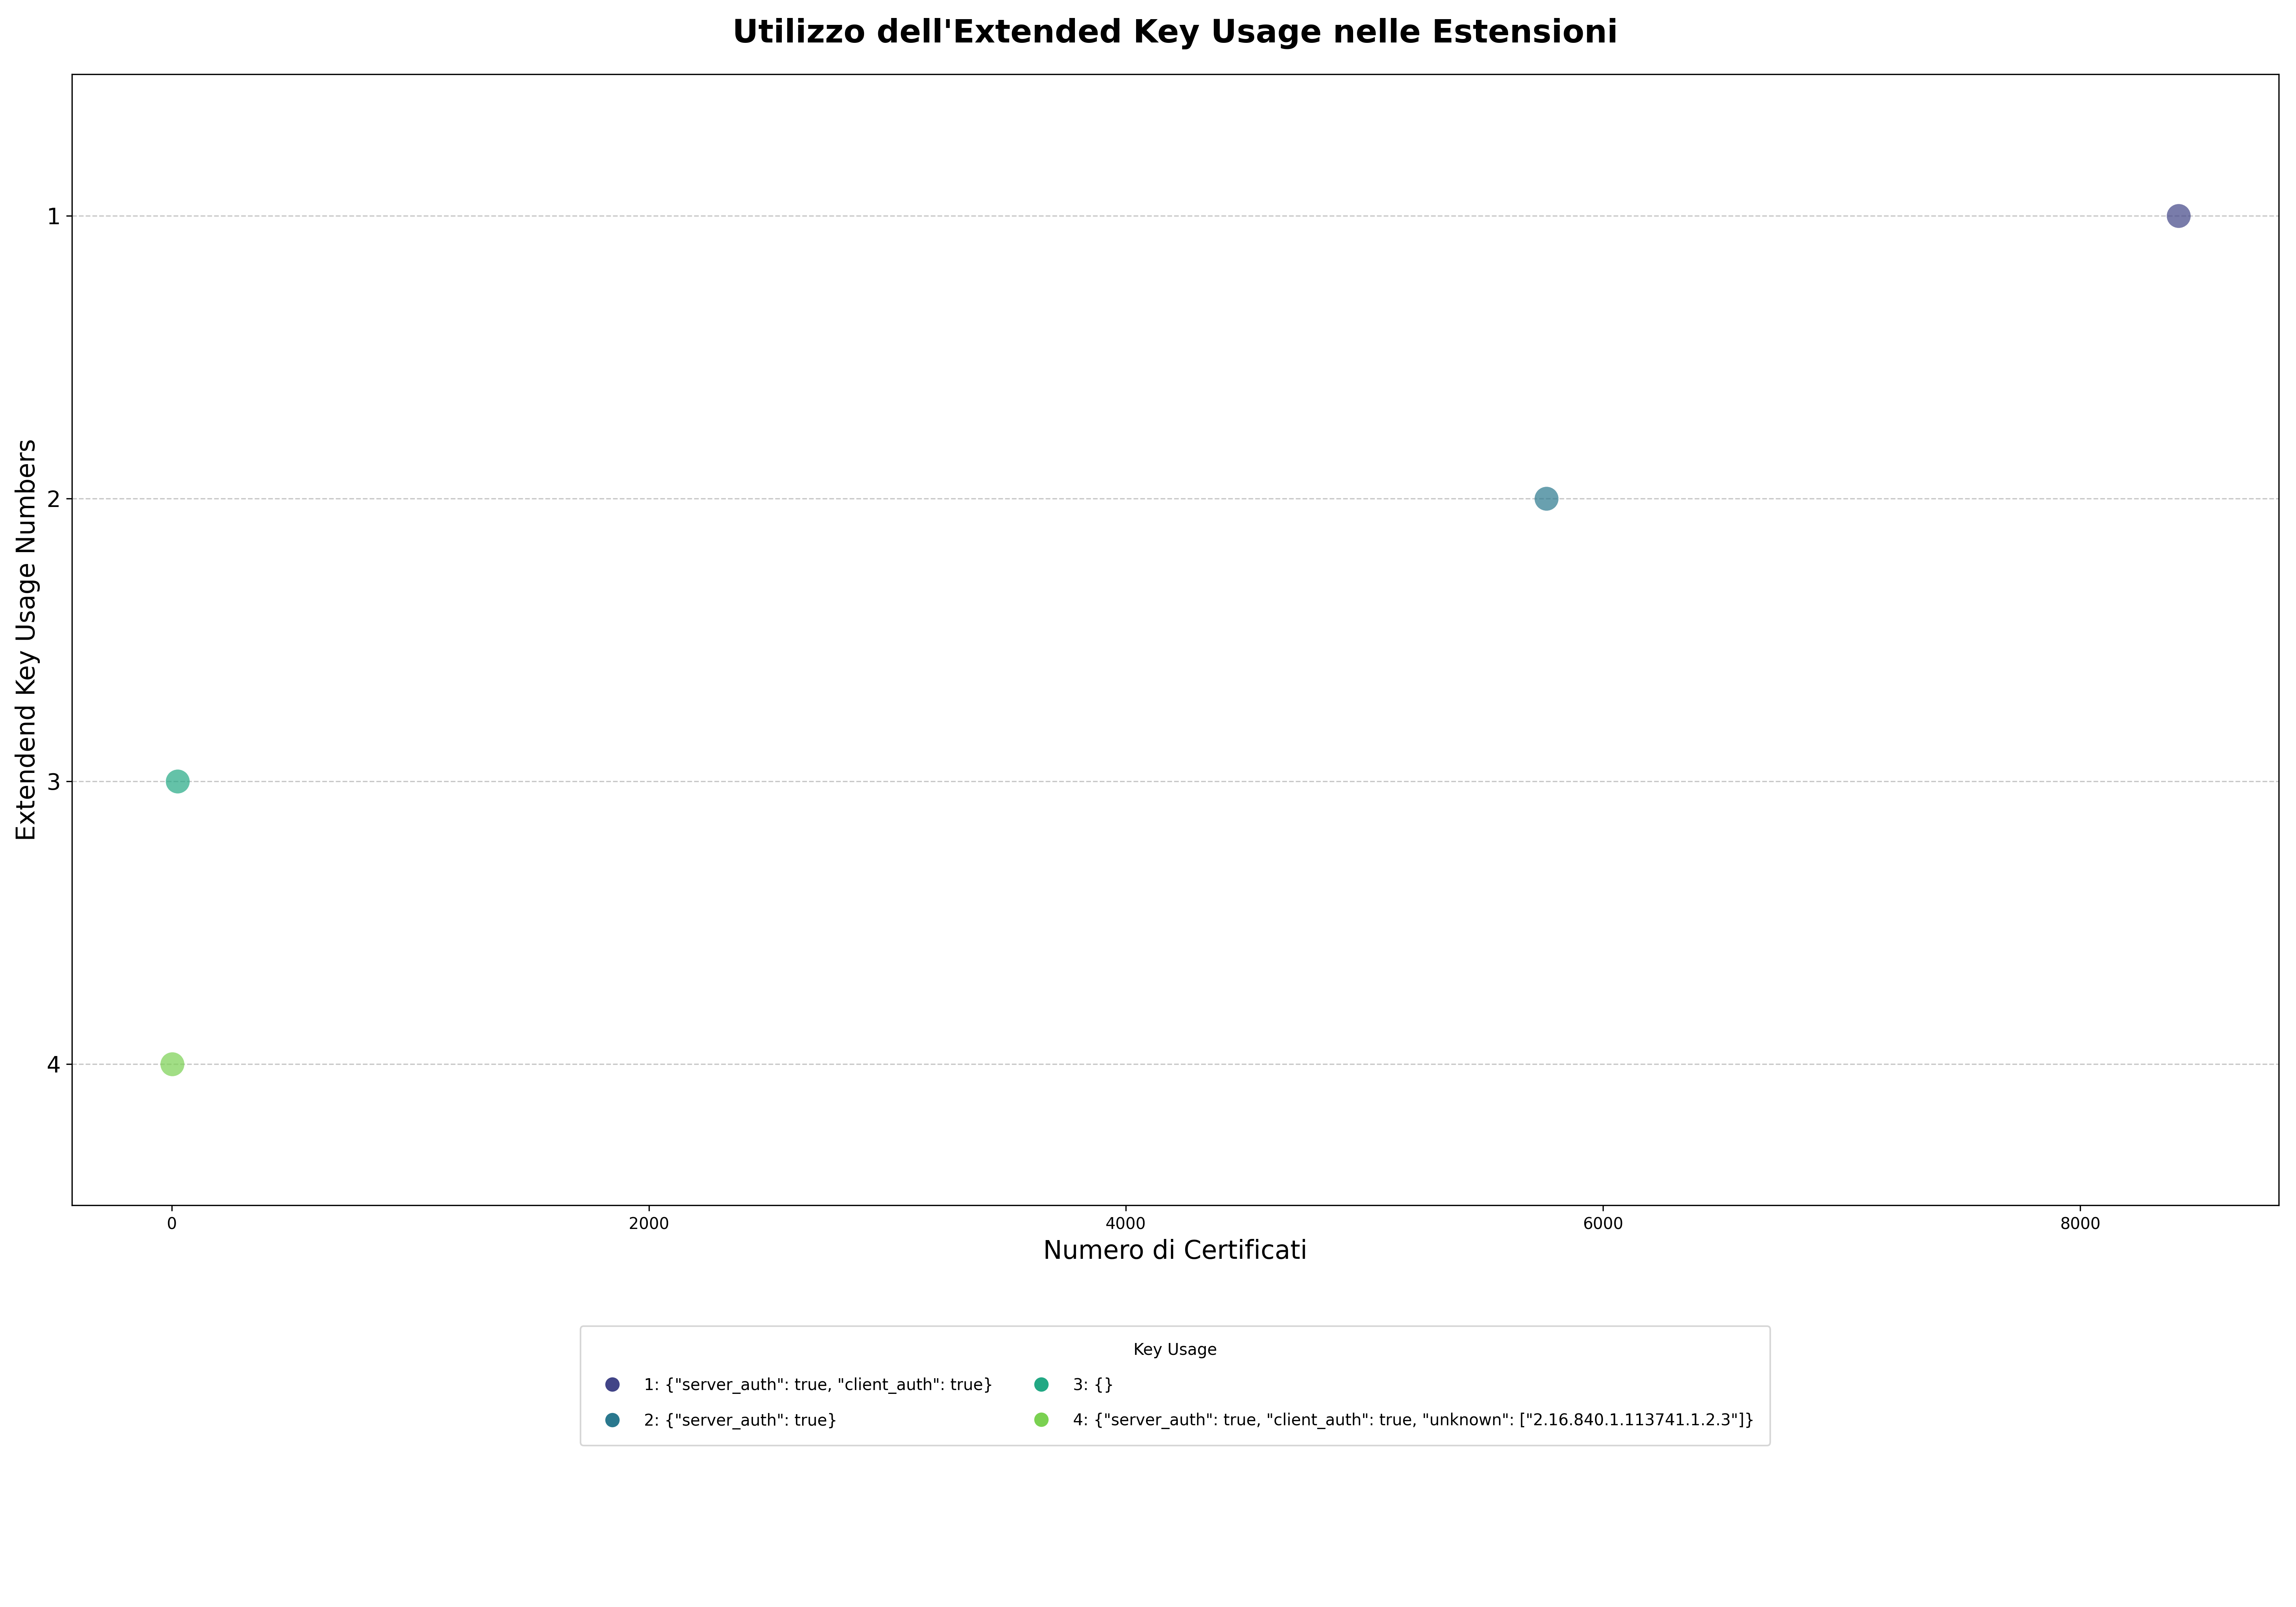 Utilizzo dell'Extended Key Usage nelle Estensioni
Extendend Key Usage Numbers
1
2
3
4
0
2000
4000
6000
8000
Numero di Certificati
Key Usage
1: {"server_auth": true, "client_auth": true}
2: {"server_auth": true}
3: {}
4: {"server_auth": true, "client_auth": true, "unknown": ["2.16.840.1.113741.1.2.3"]}